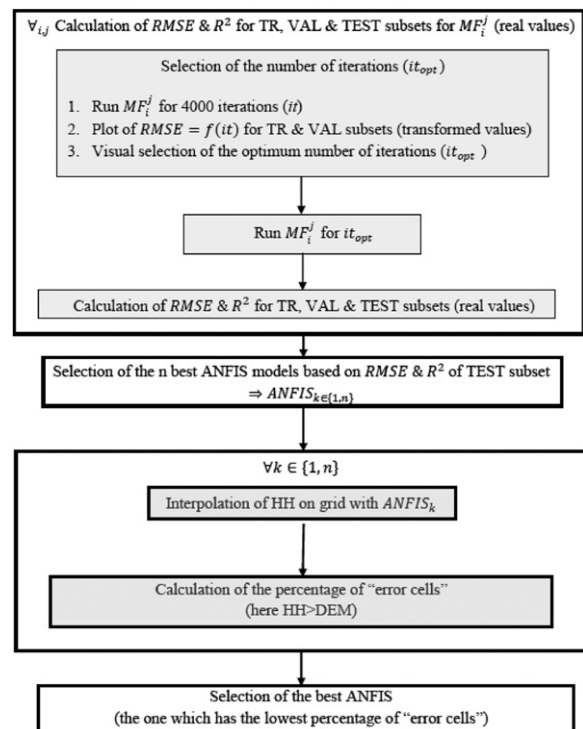 ∀i,j Calculation of RMSE & R² for TR, VAL & TEST subsets for MFᵢʲ (real values)
Selection of the number of iterations (it_opt)
1. Run MFᵢʲ for 4000 iterations (it)
2. Plot of RMSE = f(it) for TR & VAL subsets (transformed values)
3. Visual selection of the optimum number of iterations (it_opt )
Run MFᵢʲ for it_opt
Calculation of RMSE & R² for TR, VAL & TEST subsets (real values)
Selection of the n best ANFIS models based on RMSE & R² of TEST subset
⇒ ANFIS_k∈{1,n}
∀k ∈ {1, n}
Interpolation of HH on grid with ANFIS_k
Calculation of the percentage of “error cells”
(here HH>DEM)
Selection of the best ANFIS
(the one which has the lowest percentage of “error cells”)